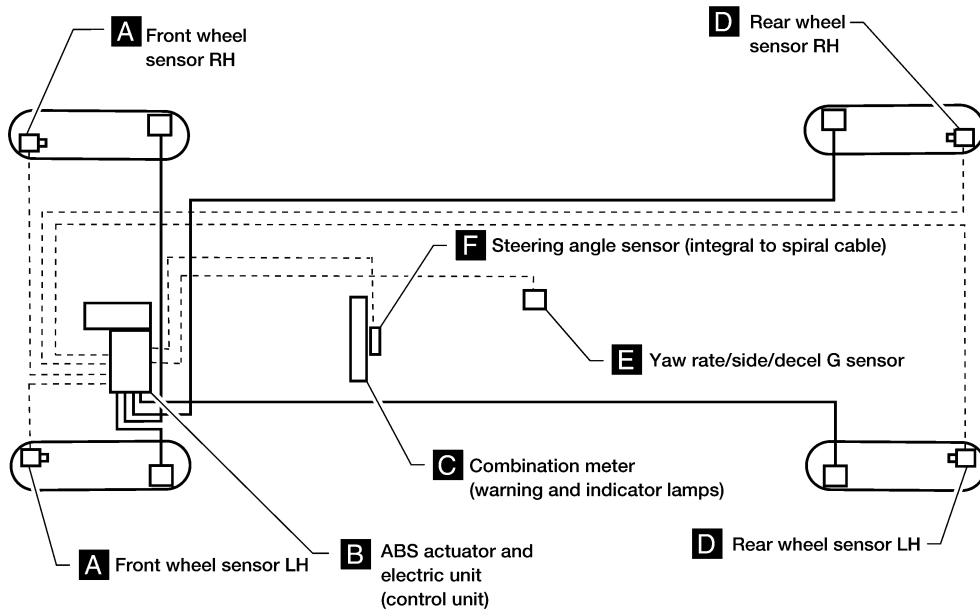 A Front wheel
sensor RH
D Rear wheel
sensor RH
F Steering angle sensor (integral to spiral cable)
E Yaw rate/side/decel G sensor
C Combination meter
(warning and indicator lamps)
A Front wheel sensor LH
B ABS actuator and
electric unit
(control unit)
D Rear wheel sensor LH